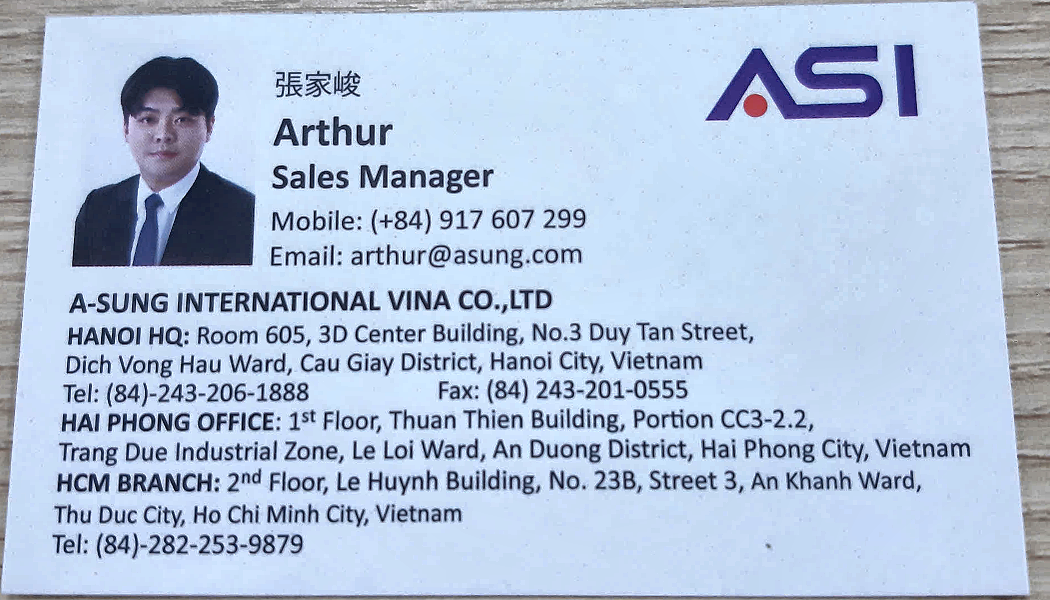 張家峻
ASI
Arthur
Sales Manager
Mobile: (+84) 917 607 299
Email: arthur@asung.com
A-SUNG INTERNATIONAL VINA CO.,LTD
HANOI HQ: Room 605, 3D Center Building, No.3 Duy Tan Street,
Dich Vong Hau Ward, Cau Giay District, Hanoi City, Vietnam
Tel: (84)-243-206-1888 Fax: (84) 243-201-0555
HAI PHONG OFFICE: 1st Floor, Thuan Thien Building, Portion CC3-2.2,
Trang Due Industrial Zone, Le Loi Ward, An Duong District, Hai Phong City, Vietnam
HCM BRANCH: 2nd Floor, Le Huynh Building, No. 23B, Street 3, An Khanh Ward,
Thu Duc City, Ho Chi Minh City, Vietnam
Tel: (84)-282-253-9879